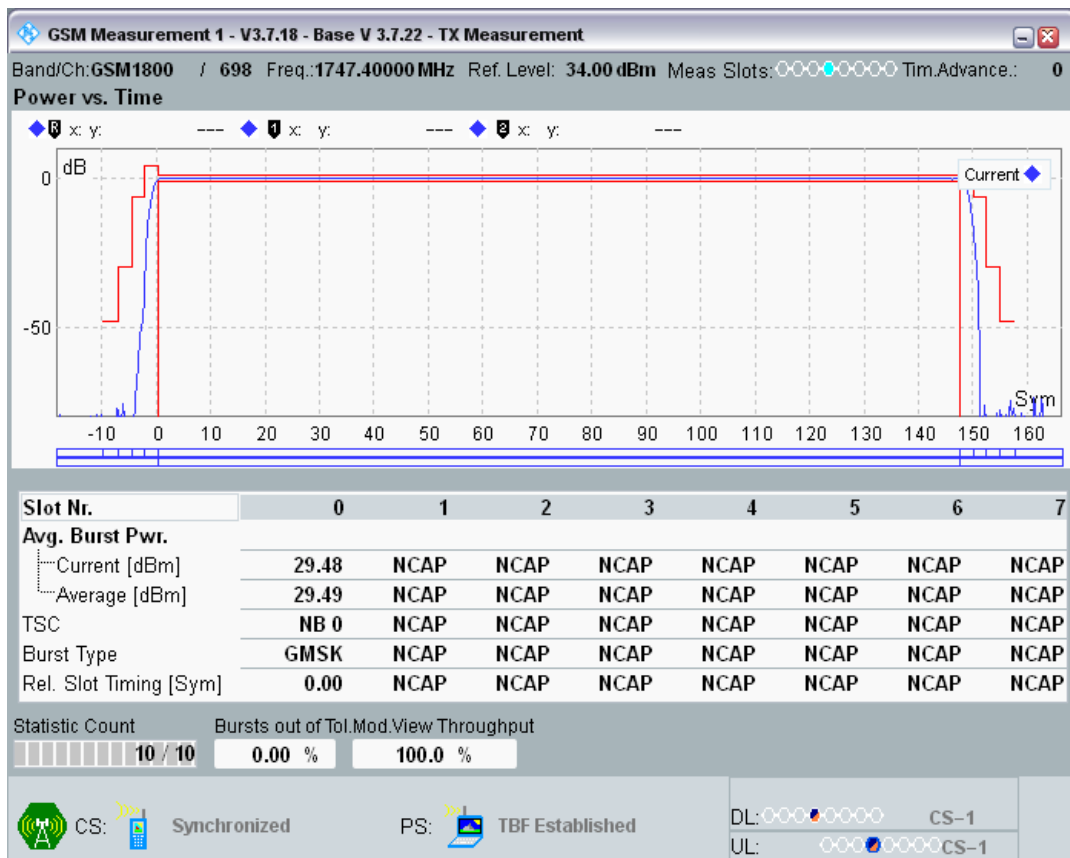 GSM Measurement 1 - V3.7.18 - Base V 3.7.22 - TX Measurement
Band/Ch:GSM1800 / 698 Freq.:1747.40000 MHz Ref. Level: 34.00 dBm Meas Slots: Tim.Advance.: 0
Power vs. Time
R x: y: --- 1 x: y: --- 2 x: y: ---
dB
Current
0
-50
Sym
-10 0 10 20 30 40 50 60 70 80 90 100 110 120 130 140 150 160
Slot Nr. 0 1 2 3 4 5 6 7
Avg. Burst Pwr.
Current [dBm] 29.48 NCAP NCAP NCAP NCAP NCAP NCAP NCAP
Average [dBm] 29.49 NCAP NCAP NCAP NCAP NCAP NCAP NCAP
TSC NB 0 NCAP NCAP NCAP NCAP NCAP NCAP NCAP
Burst Type GMSK NCAP NCAP NCAP NCAP NCAP NCAP NCAP
Rel. Slot Timing [Sym] 0.00 NCAP NCAP NCAP NCAP NCAP NCAP NCAP
Statistic Count Bursts out of Tol. Mod.View Throughput
10 / 10 0.00 % 100.0 %
CS: Synchronized PS: TBF Established
DL: CS-1
UL: CS-1